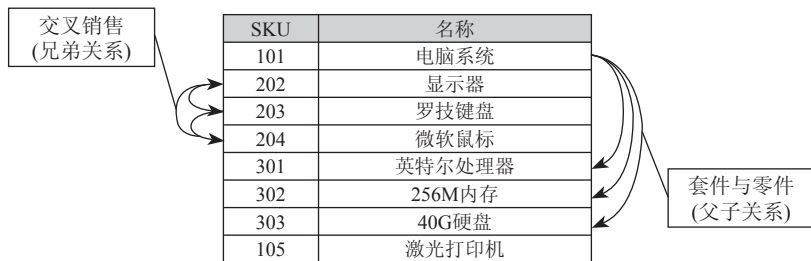 交叉销售
(兄弟关系)
SKU 名称
101 电脑系统
202 显示器
203 罗技键盘
204 微软鼠标
301 英特尔处理器
302 256M内存
303 40G硬盘
105 激光打印机
套件与零件
(父子关系)